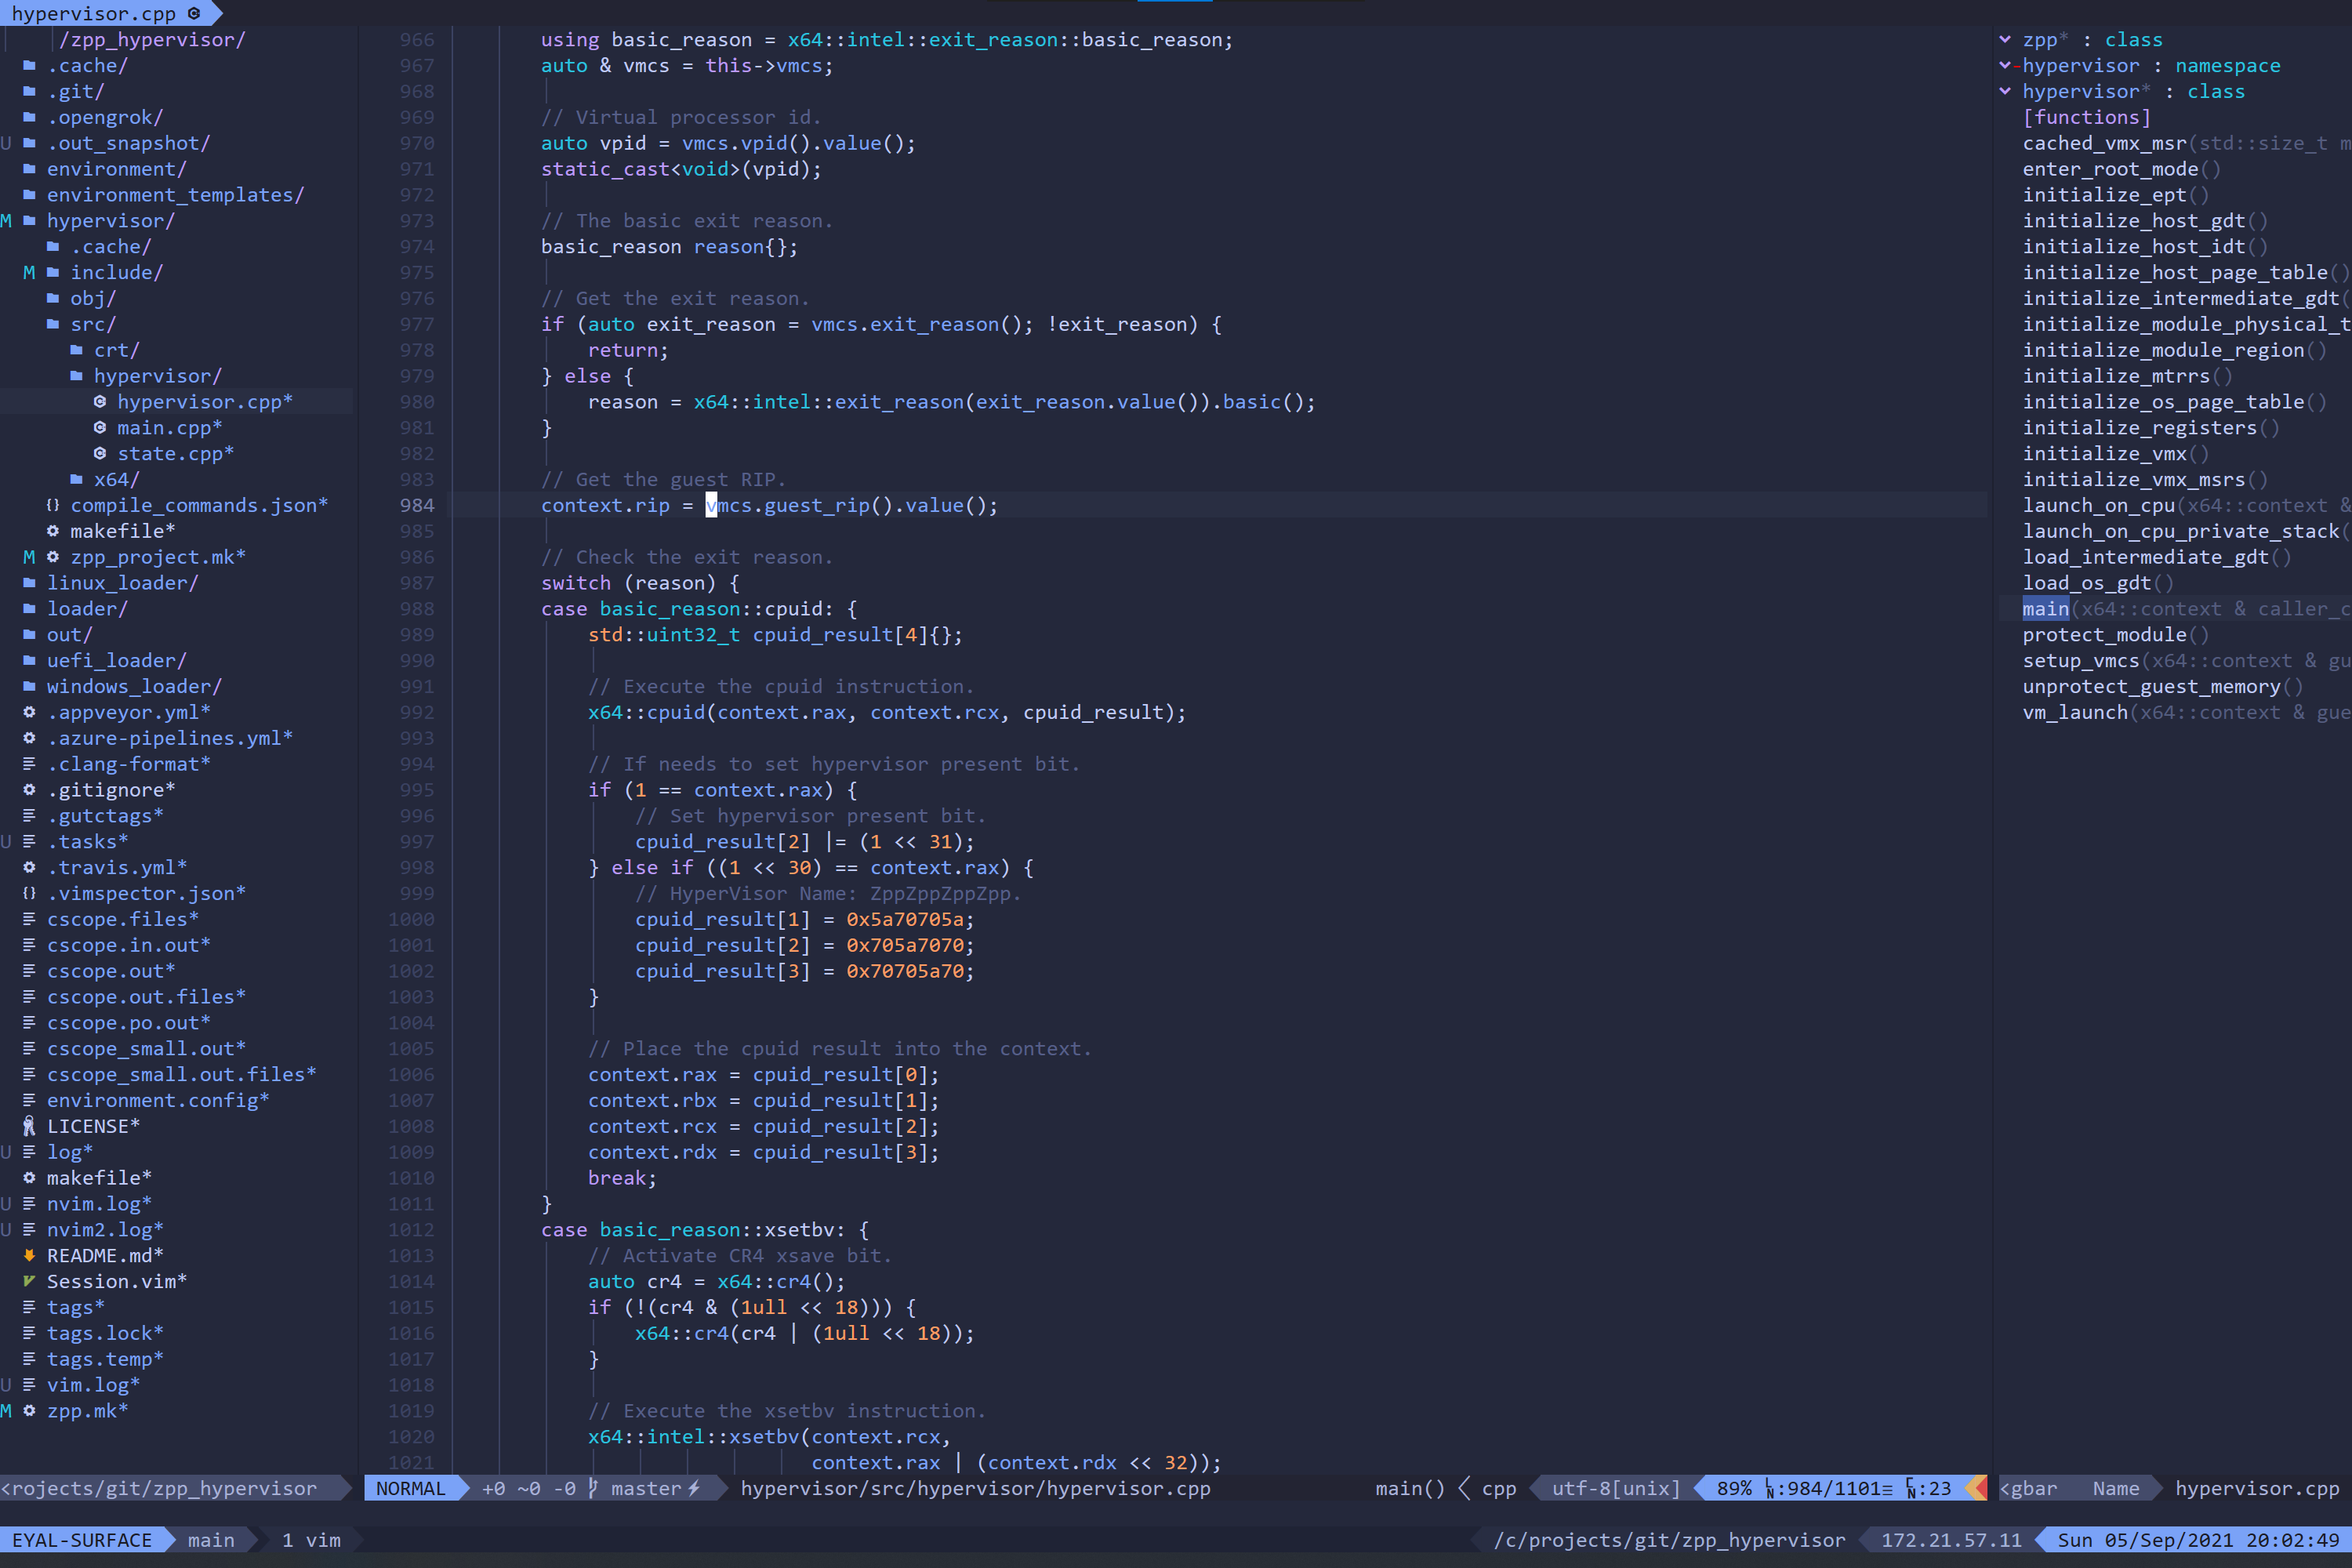 hypervisor.cpp
/zpp_hypervisor/
.cache/
.git/
.opengrok/
U .out_snapshot/
environment/
environment_templates/
M hypervisor/
.cache/
M include/
obj/
src/
crt/
hypervisor/
hypervisor.cpp*
main.cpp*
state.cpp*
x64/
{} compile_commands.json*
makefile*
M zpp_project.mk*
linux_loader/
loader/
out/
uefi_loader/
windows_loader/
.appveyor.yml*
.azure-pipelines.yml*
.clang-format*
.gitignore*
.gutctags*
U .tasks*
.travis.yml*
{} .vimspector.json*
cscope.files*
cscope.in.out*
cscope.out*
cscope.out.files*
cscope.po.out*
cscope_small.out*
cscope_small.out.files*
environment.config*
LICENSE*
U log*
makefile*
U nvim.log*
U nvim2.log*
README.md*
Session.vim*
tags*
tags.lock*
tags.temp*
U vim.log*
M zpp.mk*
966 using basic_reason = x64::intel::exit_reason::basic_reason;
967 auto & vmcs = this->vmcs;
968
969 // Virtual processor id.
970 auto vpid = vmcs.vpid().value();
971 static_cast<void>(vpid);
972
973 // The basic exit reason.
974 basic_reason reason{};
975
976 // Get the exit reason.
977 if (auto exit_reason = vmcs.exit_reason(); !exit_reason) {
978 return;
979 } else {
980 reason = x64::intel::exit_reason(exit_reason.value()).basic();
981 }
982
983 // Get the guest RIP.
984 context.rip = vmcs.guest_rip().value();
985
986 // Check the exit reason.
987 switch (reason) {
988 case basic_reason::cpuid: {
989 std::uint32_t cpuid_result[4]{};
990
991 // Execute the cpuid instruction.
992 x64::cpuid(context.rax, context.rcx, cpuid_result);
993
994 // If needs to set hypervisor present bit.
995 if (1 == context.rax) {
996 // Set hypervisor present bit.
997 cpuid_result[2] |= (1 << 31);
998 } else if ((1 << 30) == context.rax) {
999 // HyperVisor Name: ZppZppZppZpp.
1000 cpuid_result[1] = 0x5a70705a;
1001 cpuid_result[2] = 0x705a7070;
1002 cpuid_result[3] = 0x70705a70;
1003 }
1004
1005 // Place the cpuid result into the context.
1006 context.rax = cpuid_result[0];
1007 context.rbx = cpuid_result[1];
1008 context.rcx = cpuid_result[2];
1009 context.rdx = cpuid_result[3];
1010 break;
1011 }
1012 case basic_reason::xsetbv: {
1013 // Activate CR4 xsave bit.
1014 auto cr4 = x64::cr4();
1015 if (!(cr4 & (1ull << 18))) {
1016 x64::cr4(cr4 | (1ull << 18));
1017 }
1018
1019 // Execute the xsetbv instruction.
1020 x64::intel::xsetbv(context.rcx,
1021 context.rax | (context.rdx << 32));
zpp* : class
-hypervisor : namespace
hypervisor* : class
[functions]
cached_vmx_msr(std::size_t m
enter_root_mode()
initialize_ept()
initialize_host_gdt()
initialize_host_idt()
initialize_host_page_table()
initialize_intermediate_gdt(
initialize_module_physical_t
initialize_module_region()
initialize_mtrrs()
initialize_os_page_table()
initialize_registers()
initialize_vmx()
initialize_vmx_msrs()
launch_on_cpu(x64::context &
launch_on_cpu_private_stack(
load_intermediate_gdt()
load_os_gdt()
main(x64::context & caller_c
protect_module()
setup_vmcs(x64::context & gu
unprotect_guest_memory()
vm_launch(x64::context & gue
<rojects/git/zpp_hypervisor NORMAL +0 ~0 -0 master hypervisor/src/hypervisor/hypervisor.cpp main() cpp utf-8[unix] 89% LN:984/1101≡ CN:23 <gbar Name hypervisor.cpp
EYAL-SURFACE main 1 vim /c/projects/git/zpp_hypervisor 172.21.57.11 Sun 05/Sep/2021 20:02:49